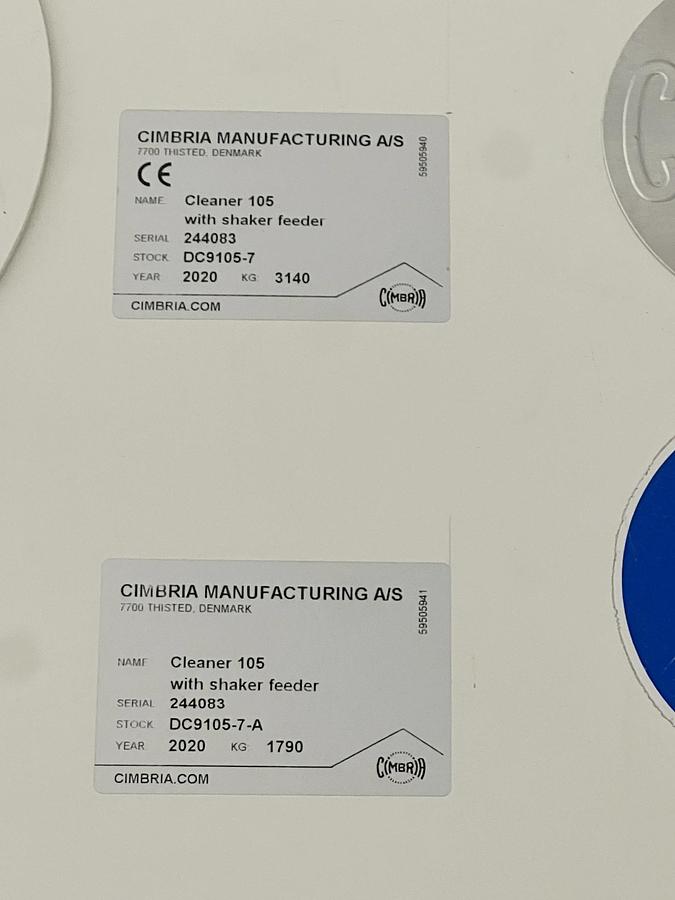 CIMBRIA MANUFACTURING A/S
7700 THISTED, DENMARK
59505940
CE
NAME Cleaner 105
with shaker feeder
SERIAL 244083
STOCK DC9105-7
YEAR 2020 KG 3140
CIMBRIA
CIMBRIA.COM
C
CIMBRIA MANUFACTURING A/S
7700 THISTED, DENMARK
59505941
NAME Cleaner 105
with shaker feeder
SERIAL 244083
STOCK DC9105-7-A
YEAR 2020 KG 1790
CIMBRIA
CIMBRIA.COM